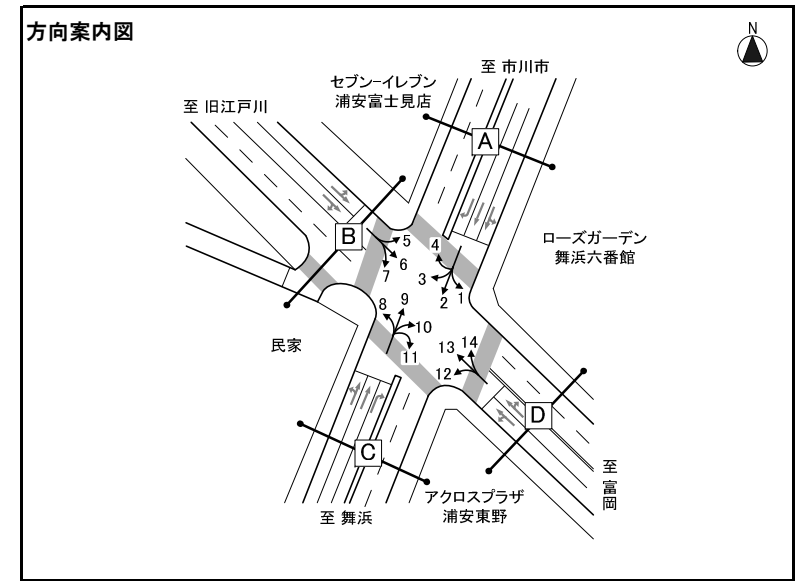 方向案内図
N
至 市川市
セブン-イレブン
浦安富士見店
至 旧江戸川
A
ローズガーデン
舞浜六番館
B
5
6
7
4
3
2
1
8
9
10
11
13
14
12
民家
D
C
至 富岡
アクロスプラザ
浦安東野
至 舞浜